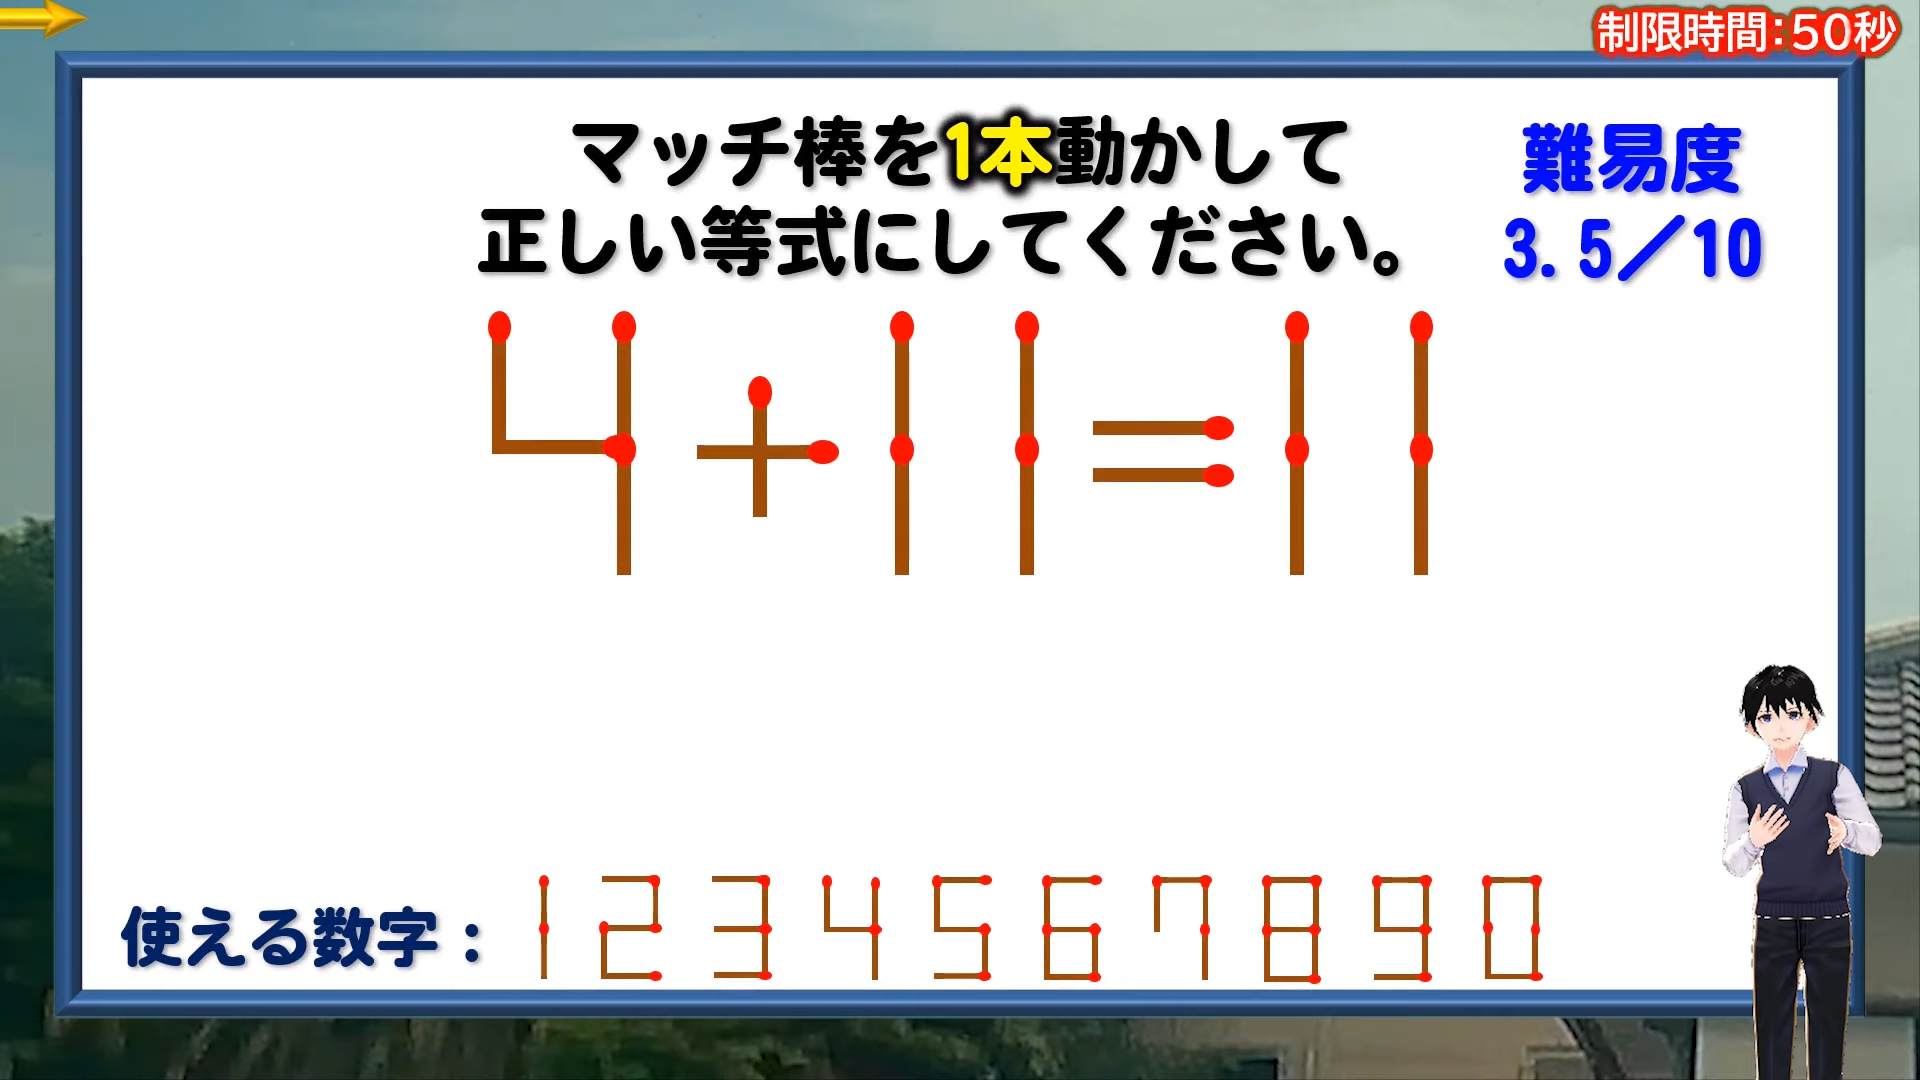 制限時間:50秒
マッチ棒を1本動かして
正しい等式にしてください。
難易度
3.5／10
4+11=11
使える数字：1234567890